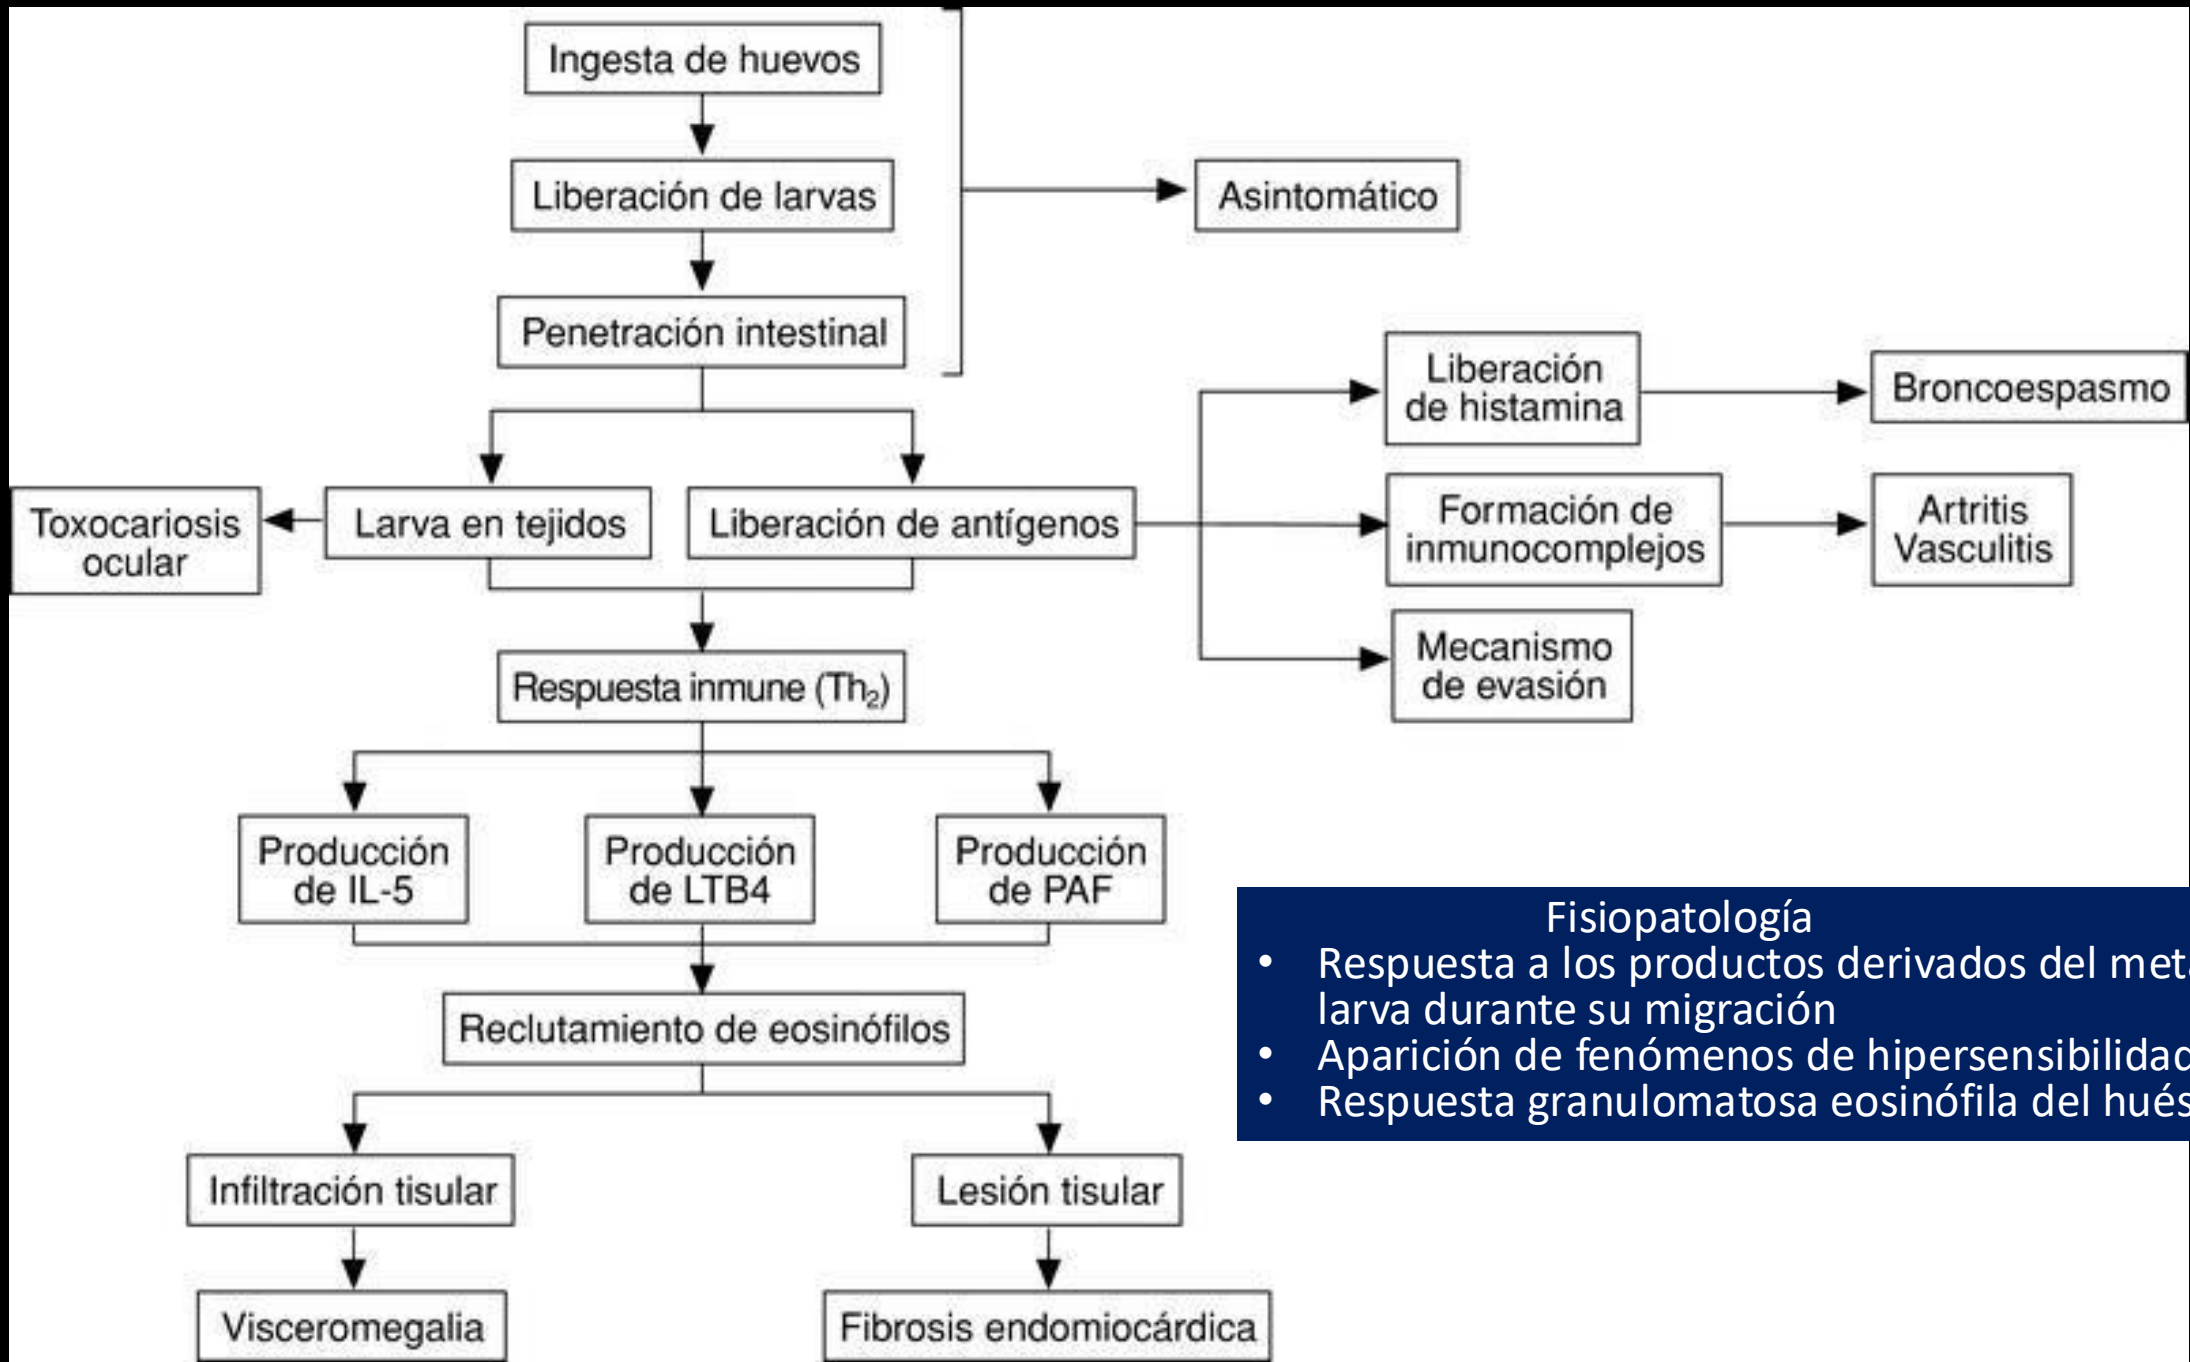 Ingesta de huevos
Liberación de larvas
Asintomático
Penetración intestinal
Liberación
de histamina
Broncoespasmo
Toxocariosis
ocular
Larva en tejidos
Liberación de antígenos
Formación de
inmunocomplejos
Artritis
Vasculitis
Mecanismo
de evasión
Respuesta inmune (Th₂)
Producción
de IL-5
Producción
de LTB4
Producción
de PAF
Reclutamiento de eosinófilos
Fisiopatología
• Respuesta a los productos derivados del
larva durante su migración
• Aparición de fenómenos de hipersensibilidad
• Respuesta granulomatosa eosinófila del
Infiltración tisular
Lesión tisular
Visceromegalia
Fibrosis endomiocárdica